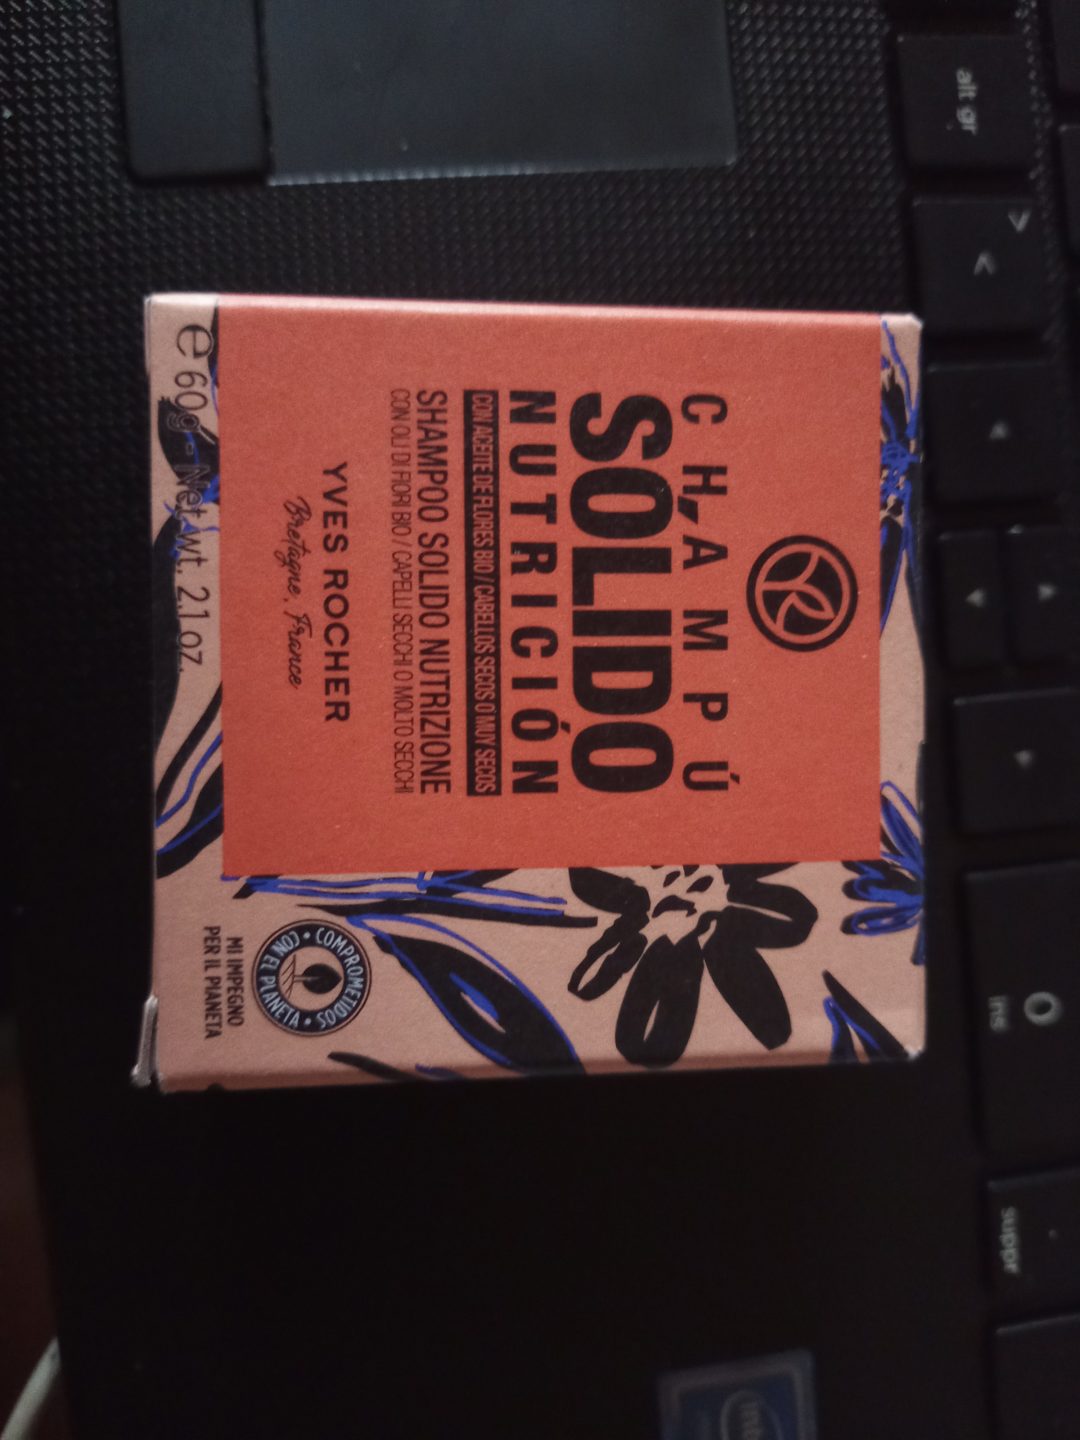 CHAMPÚ
SÓLIDO
NUTRICIÓN
CON ACEITE DE FLORES BIO / CABELLOS SECOS O MUY SECOS
SHAMPOO SOLIDO NUTRIZIONE
CON OLI DI FIORI BIO / CAPELLI SECCHI O MOLTO SECCHI
YVES ROCHER
Bretagne, France
e 60g - Net wt. 2.1 oz.
COMPROMETIDOS
CON EL PLANETA
MI IMPEGNO
PER IL PIANETA
alt gr
>
<
0
ins
.
suppr
intel